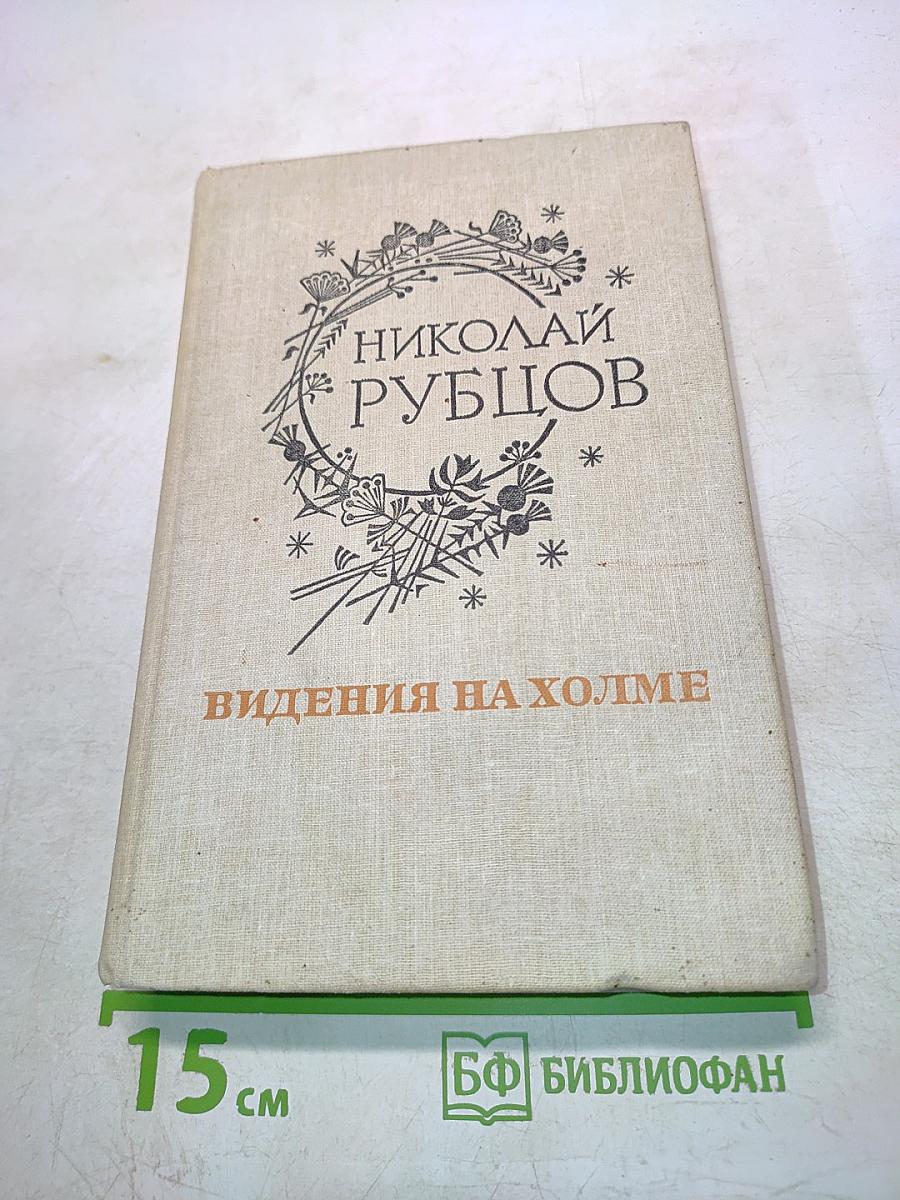 НИКОЛАЙ
РУБЦОВ
ВИДЕНИЯ НА ХОЛМЕ
15 см
БФ БИБЛИОФАН